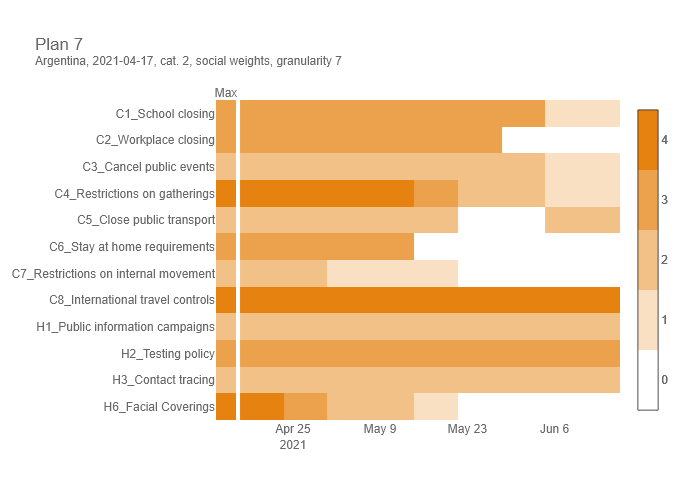 Plan 7
Argentina, 2021-04-17, cat. 2, social weights, granularity 7
Max
C1_School closing
C2_Workplace closing
C3_Cancel public events
C4_Restrictions on gatherings
C5_Close public transport
C6_Stay at home requirements
C7_Restrictions on internal movement
C8_International travel controls
H1_Public information campaigns
H2_Testing policy
H3_Contact tracing
H6_Facial Coverings
Apr 25 May 9 May 23 Jun 6
2021
4
3
2
1
0